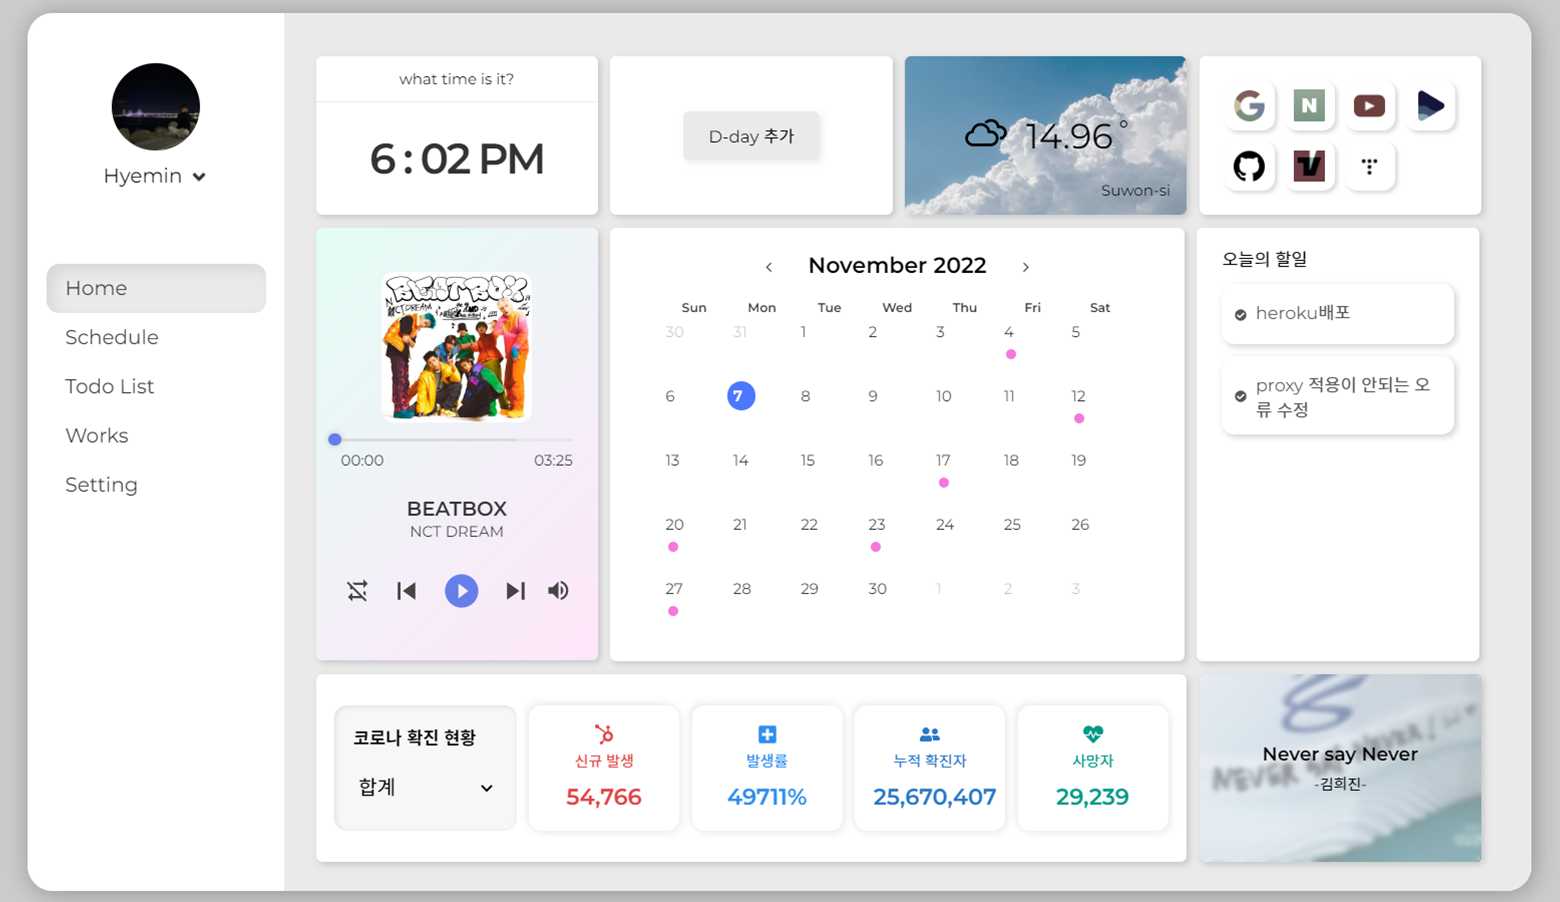 Hyemin
Home
Schedule
Todo List
Works
Setting
what time is it?
6 : 02 PM
D-day 추가
14.96°
Suwon-si
G
N
BEATBOX
NCT DREAM
00:00
03:25
BEATBOX
NCT DREAM
‹ November 2022 ›
Sun Mon Tue Wed Thu Fri Sat
30 31 1 2 3 4 5
6 7 8 9 10 11 12
13 14 15 16 17 18 19
20 21 22 23 24 25 26
27 28 29 30 1 2 3
오늘의 할일
heroku배포
proxy 적용이 안되는 오
류 수정
코로나 확진 현황
합계
신규 발생
54,766
발생률
49711%
누적 확진자
25,670,407
사망자
29,239
NEVER SAY NEVER!
Never say Never
-김희진-